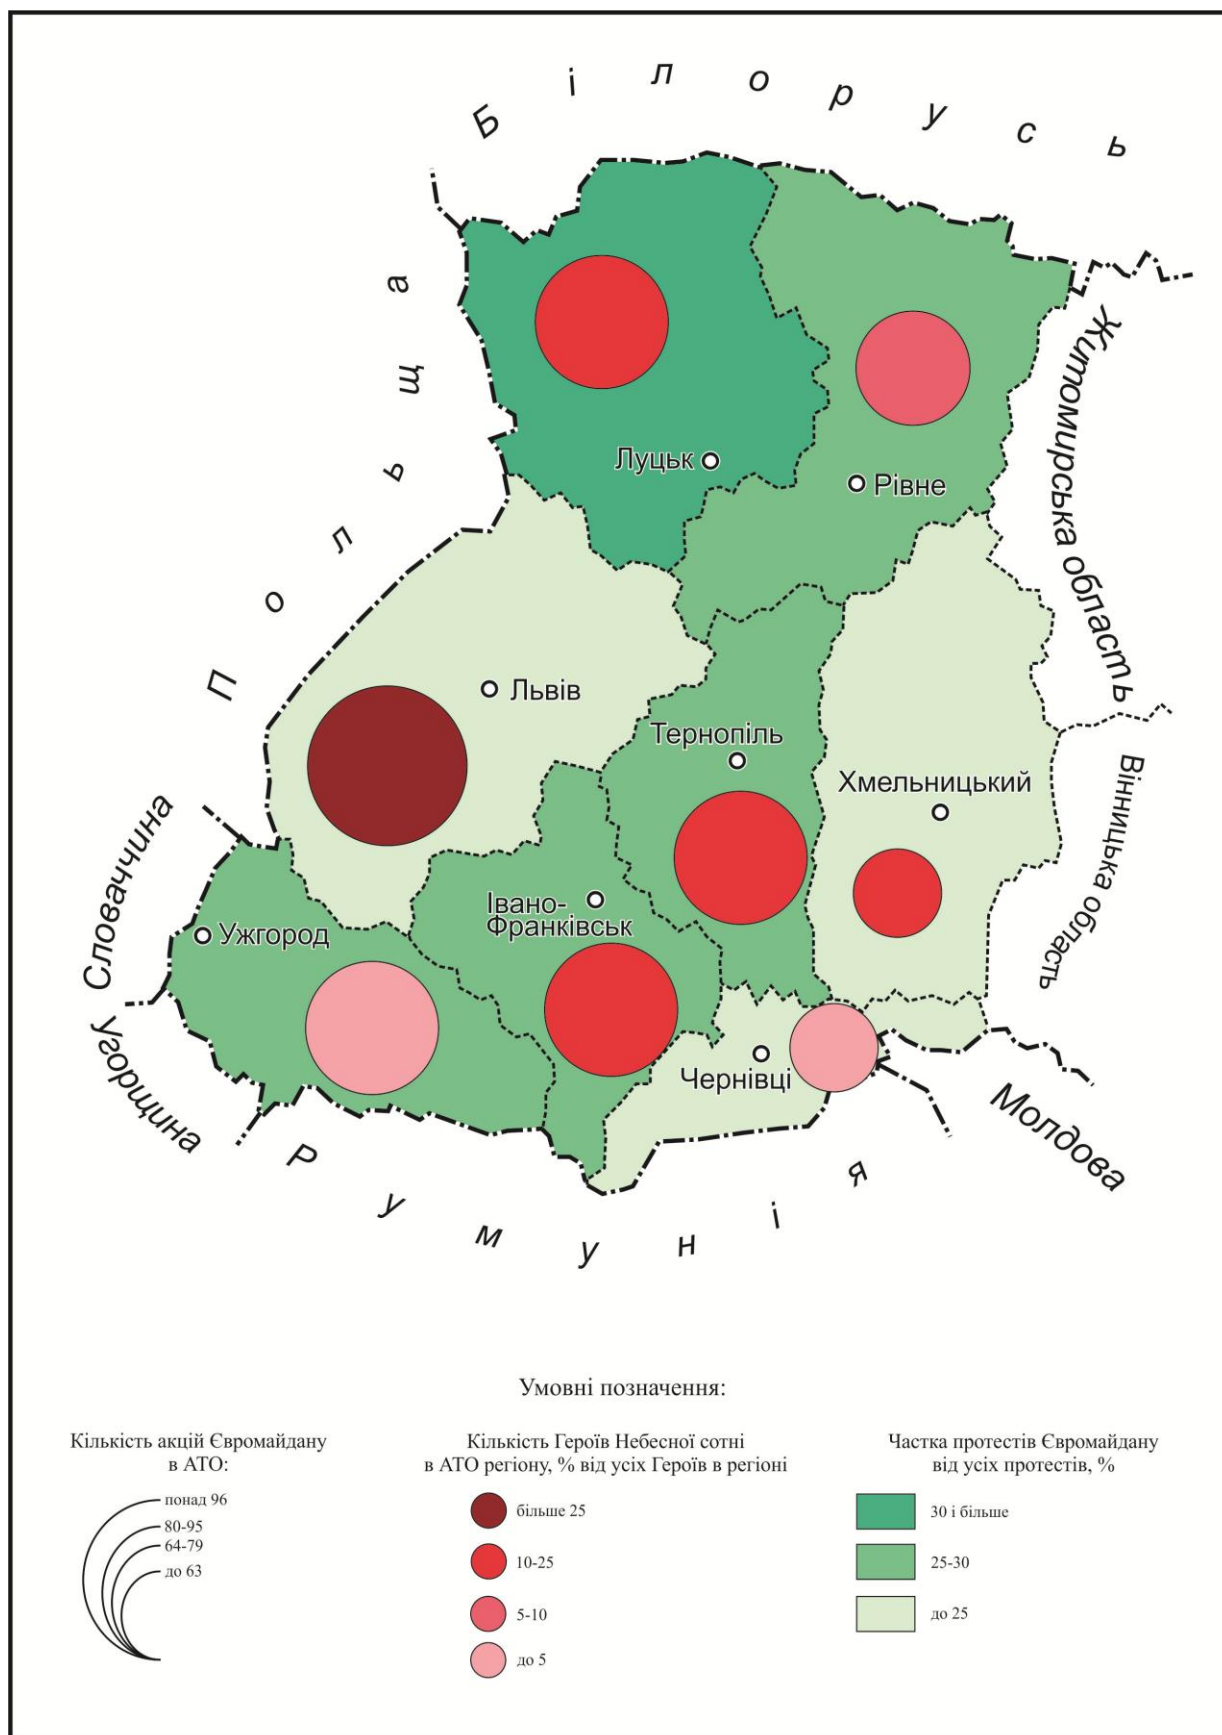 Білорусь
Польща
Житомирська область
Луцьк
Рівне
Львів
Тернопіль
Хмельницький
Вінницька область
Словаччина
Івано-
Франківськ
Ужгород
Угорщина
Чернівці
Молдова
Румунія
Умовні позначення:
Кількість акцій Євромайдану
в АТО:
понад 96
80-95
64-79
до 63
Кількість Героїв Небесної сотні
в АТО регіону, % від усіх Героїв в регіоні
більше 25
10-25
5-10
до 5
Частка протестів Євромайдану
від усіх протестів, %
30 і більше
25-30
до 25